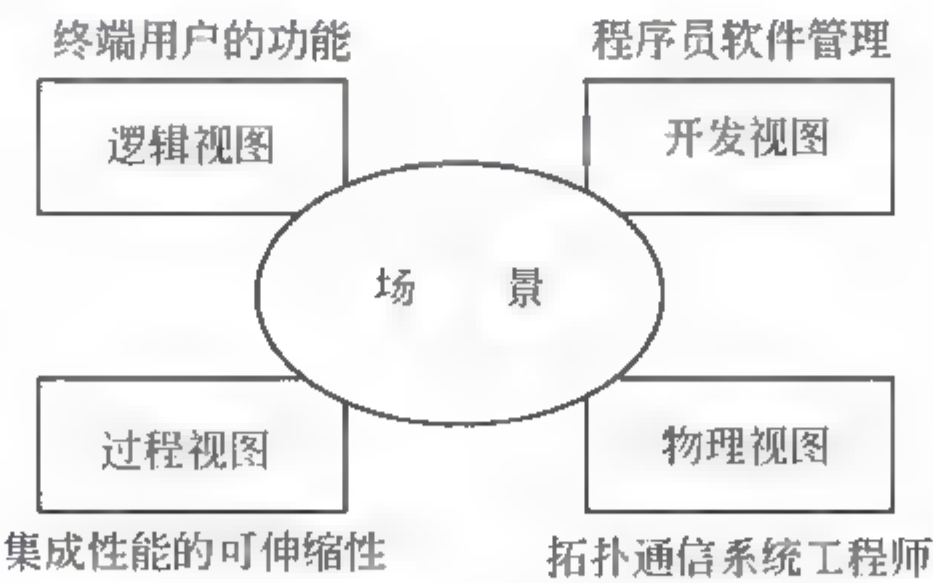 终端用户的功能
程序员软件管理
逻辑视图
开发视图
场 景
过程视图
物理视图
集成性能的可伸缩性
拓扑通信系统工程师